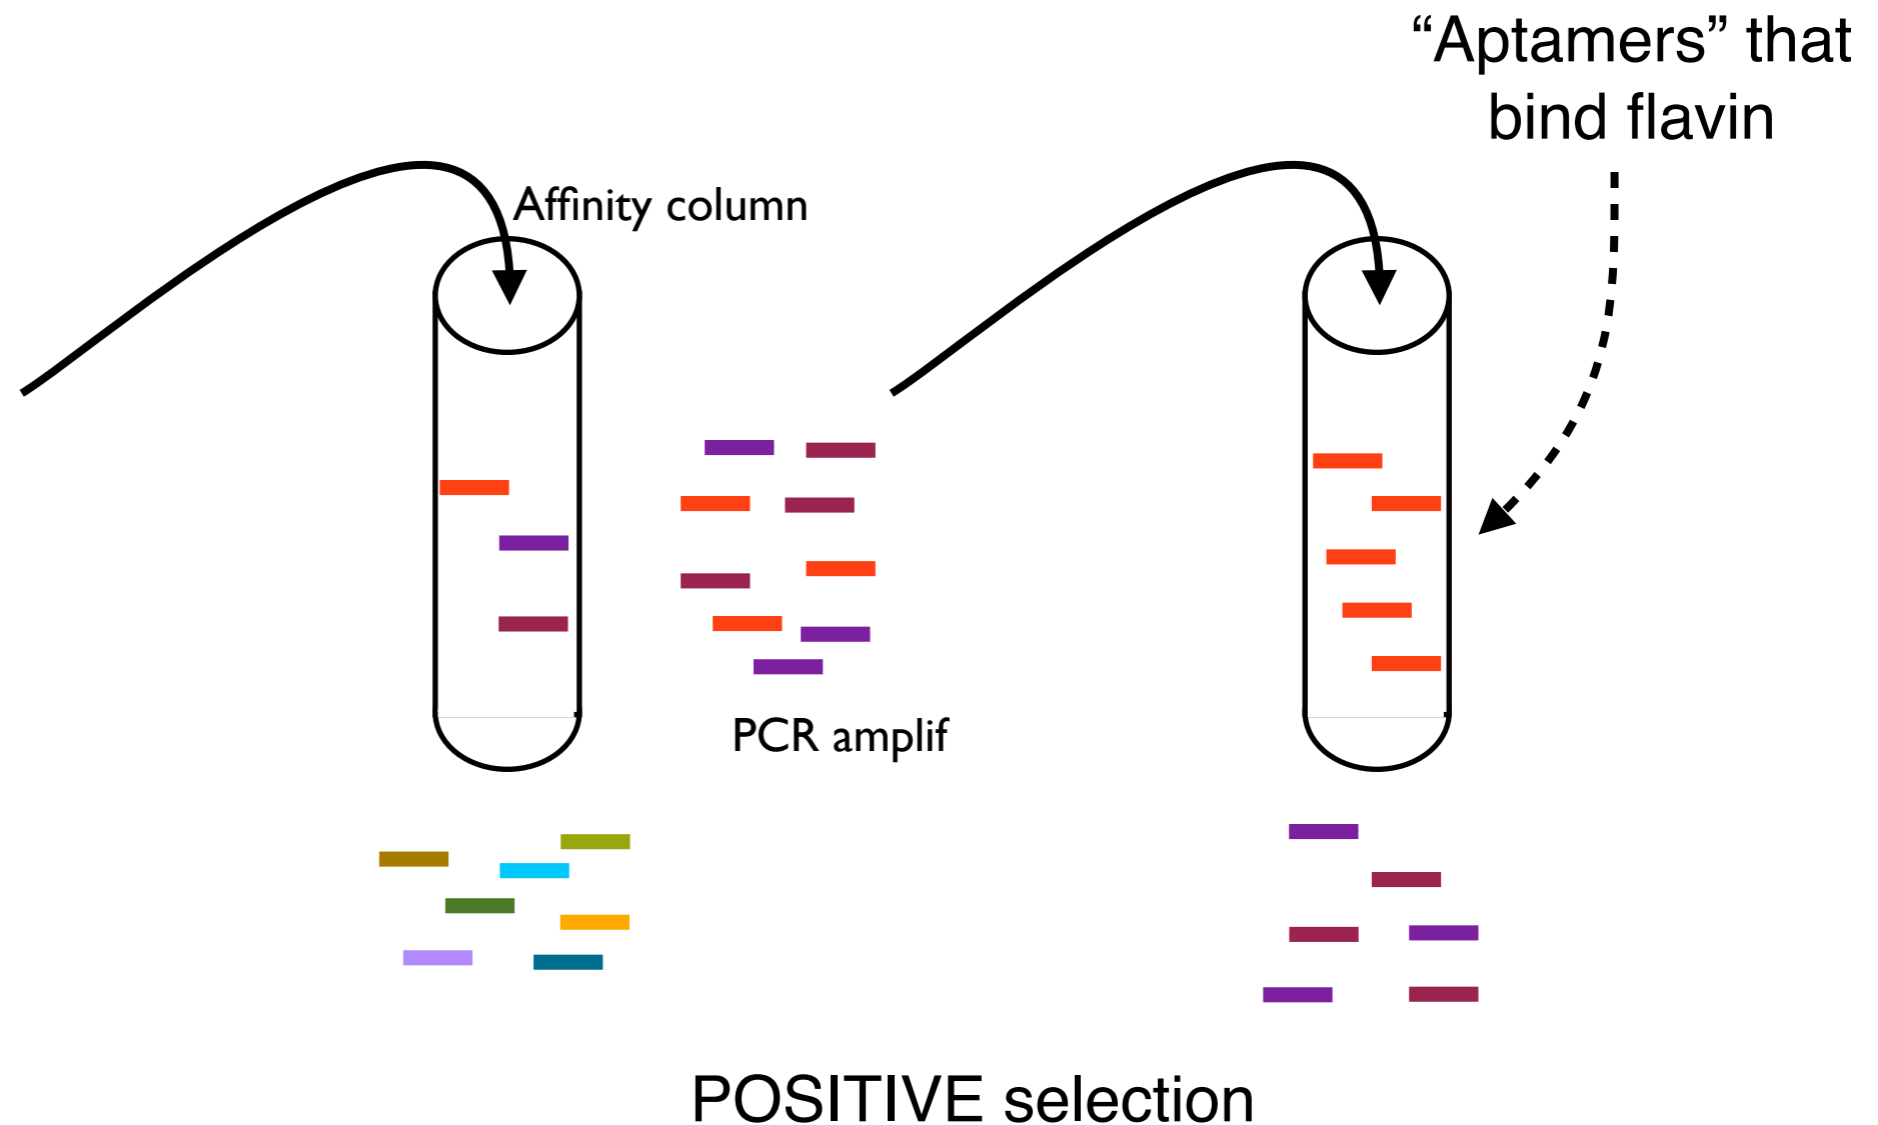 “Aptamers” that
bind flavin
Affinity column
PCR amplif
POSITIVE selection